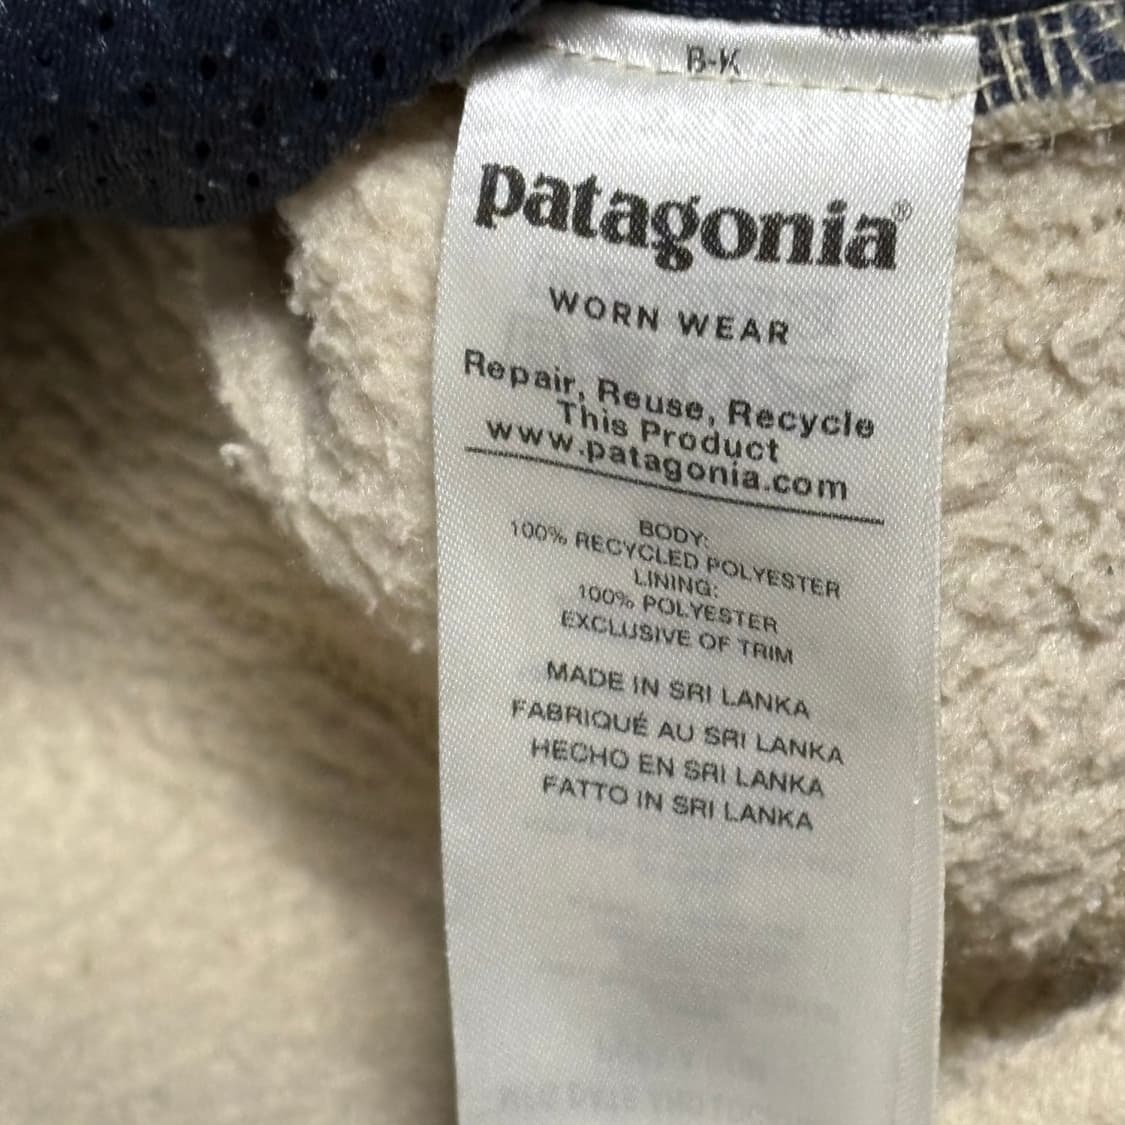 B-K
patagonia®
WORN WEAR
Repair, Reuse, Recycle
This Product
www.patagonia.com
BODY:
100% RECYCLED POLYESTER
LINING:
100% POLYESTER
EXCLUSIVE OF TRIM
MADE IN SRI LANKA
FABRIQUÉ AU SRI LANKA
HECHO EN SRI LANKA
FATTO IN SRI LANKA